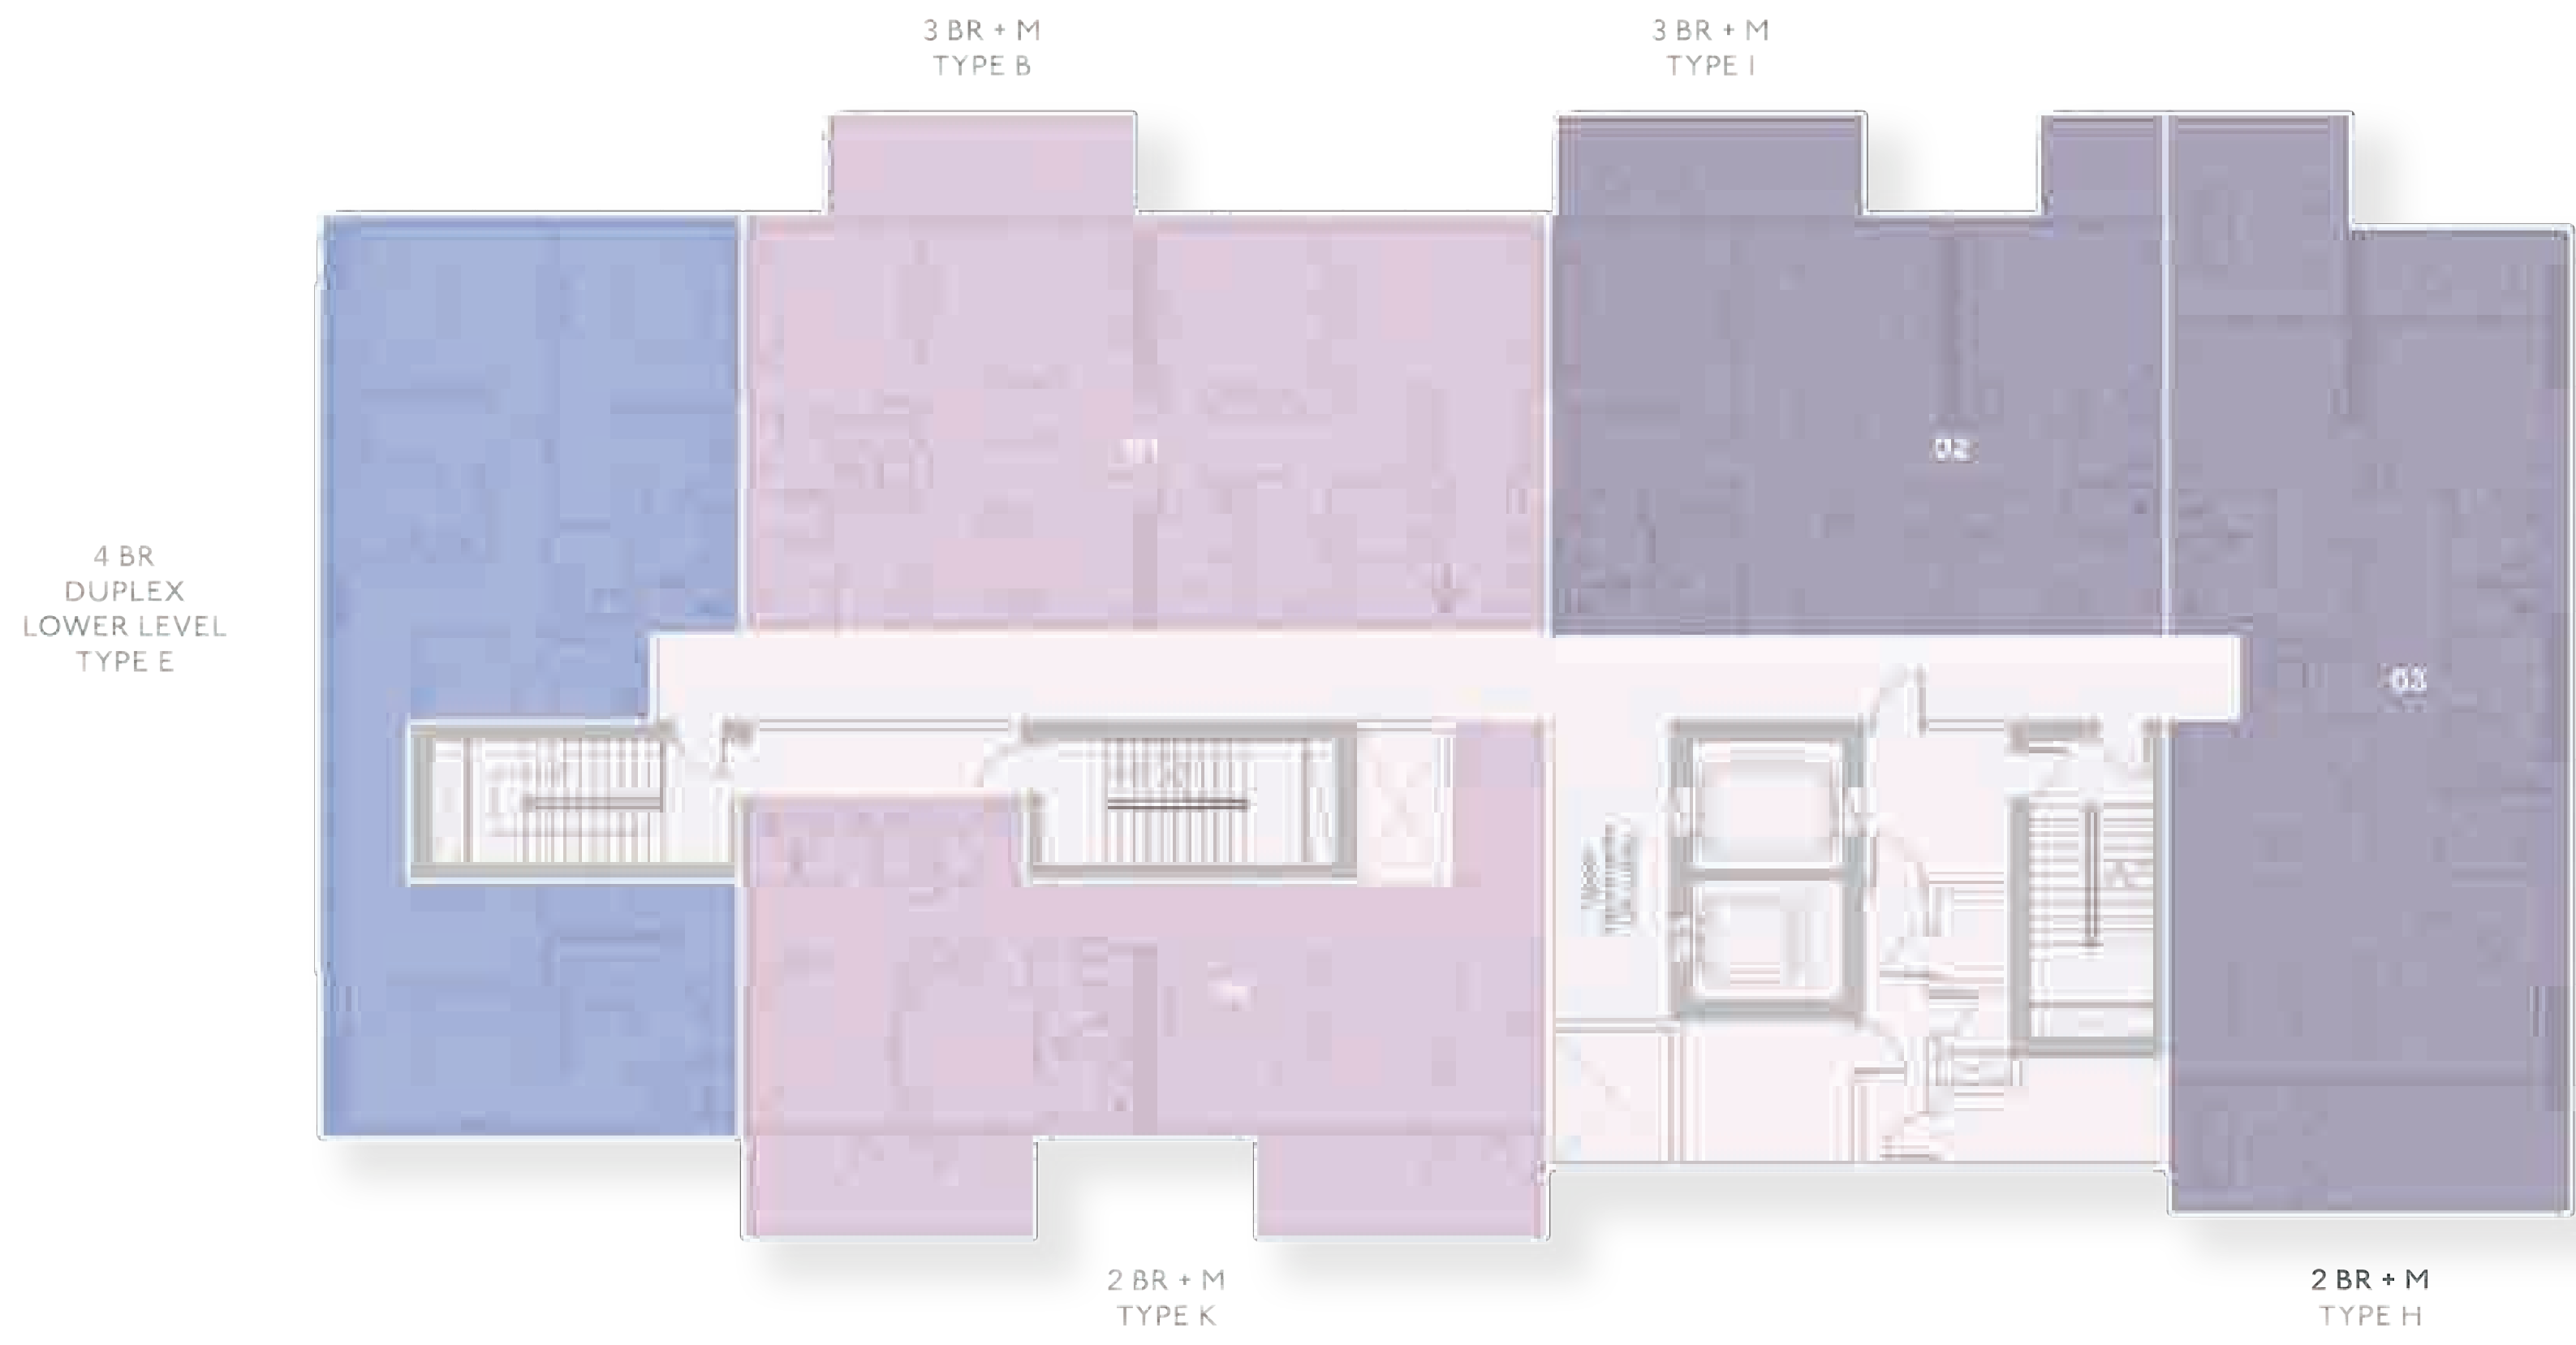 3 BR + M
TYPE B
3 BR + M
TYPE I
02
4 BR
DUPLEX
LOWER LEVEL
TYPE E
03
2 BR + M
TYPE K
2 BR + M
TYPE H